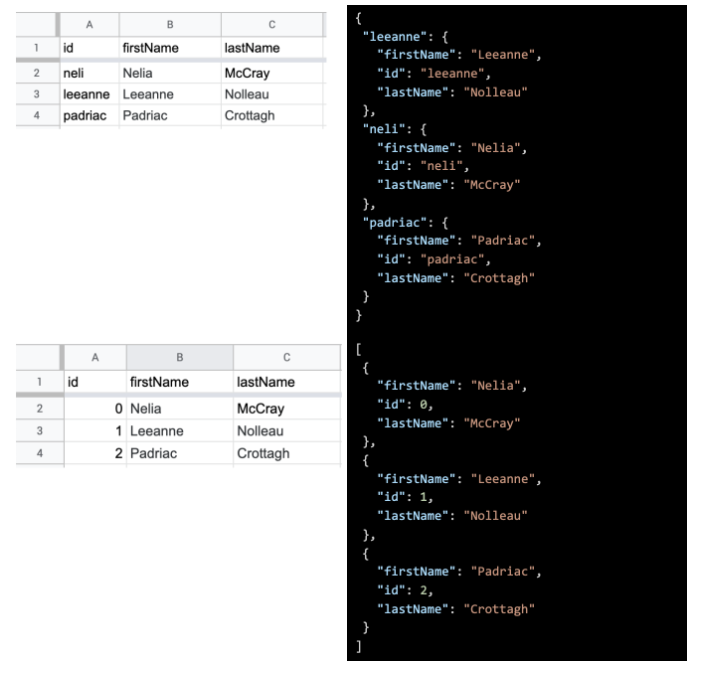 A B C
1 id firstName lastName
2 neli Nelia McCray
3 leeanne Leeanne Nolleau
4 padriac Padriac Crottagh
{
"leeanne": {
"firstName": "Leeanne",
"id": "leeanne",
"lastName": "Nolleau"
},
"neli": {
"firstName": "Nelia",
"id": "neli",
"lastName": "McCray"
},
"padriac": {
"firstName": "Padriac",
"id": "padriac",
"lastName": "Crottagh"
}
}
A B C
1 id firstName lastName
2 0 Nelia McCray
3 1 Leeanne Nolleau
4 2 Padriac Crottagh
[
{
"firstName": "Nelia",
"id": 0,
"lastName": "McCray"
},
{
"firstName": "Leeanne",
"id": 1,
"lastName": "Nolleau"
},
{
"firstName": "Padriac",
"id": 2,
"lastName": "Crottagh"
}
]